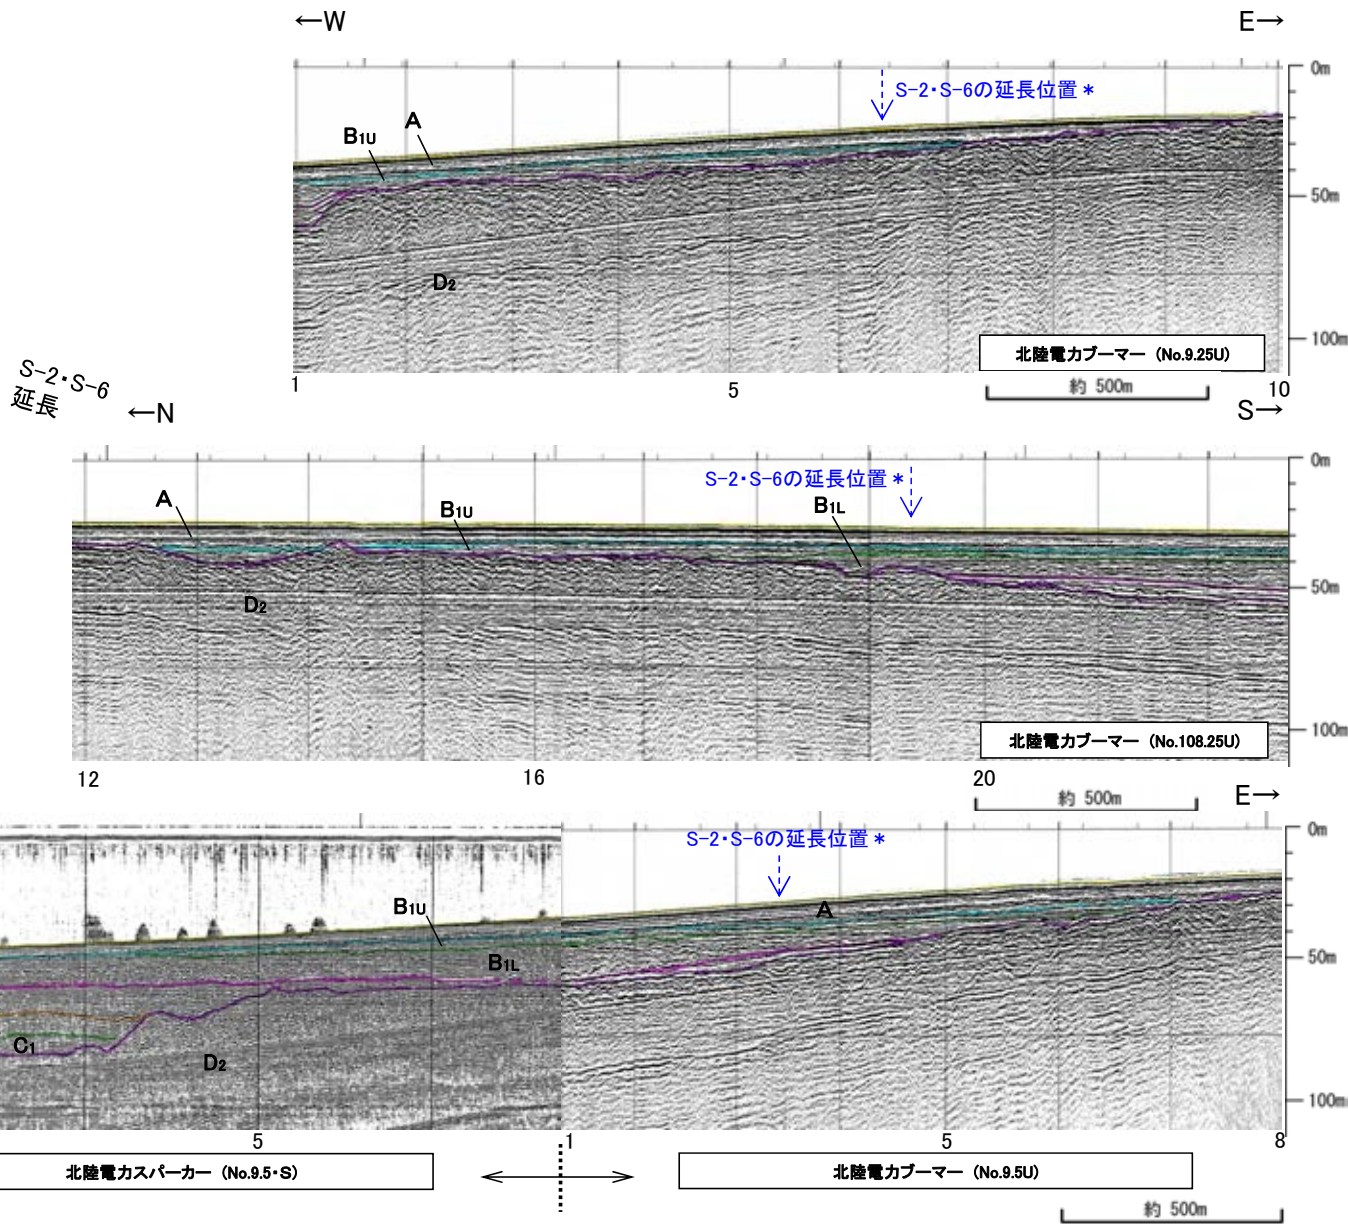 ←W
E→
0m
S-2・S-6の延長位置*
A
B1U
50m
D2
100m
北陸電力ブーマー (No.9.25U)
1
5
10
約 500m
S-2・S-6
延長
←N
S→
0m
S-2・S-6の延長位置*
A
B1U
B1L
50m
D2
100m
北陸電力ブーマー (No.108.25U)
12
16
20
約 500m
E→
0m
S-2・S-6の延長位置*
B1U
A
B1L
50m
C1
D2
100m
5
1
5
8
北陸電力スパーカー (No.9.5・S)
北陸電力ブーマー (No.9.5U)
約 500m